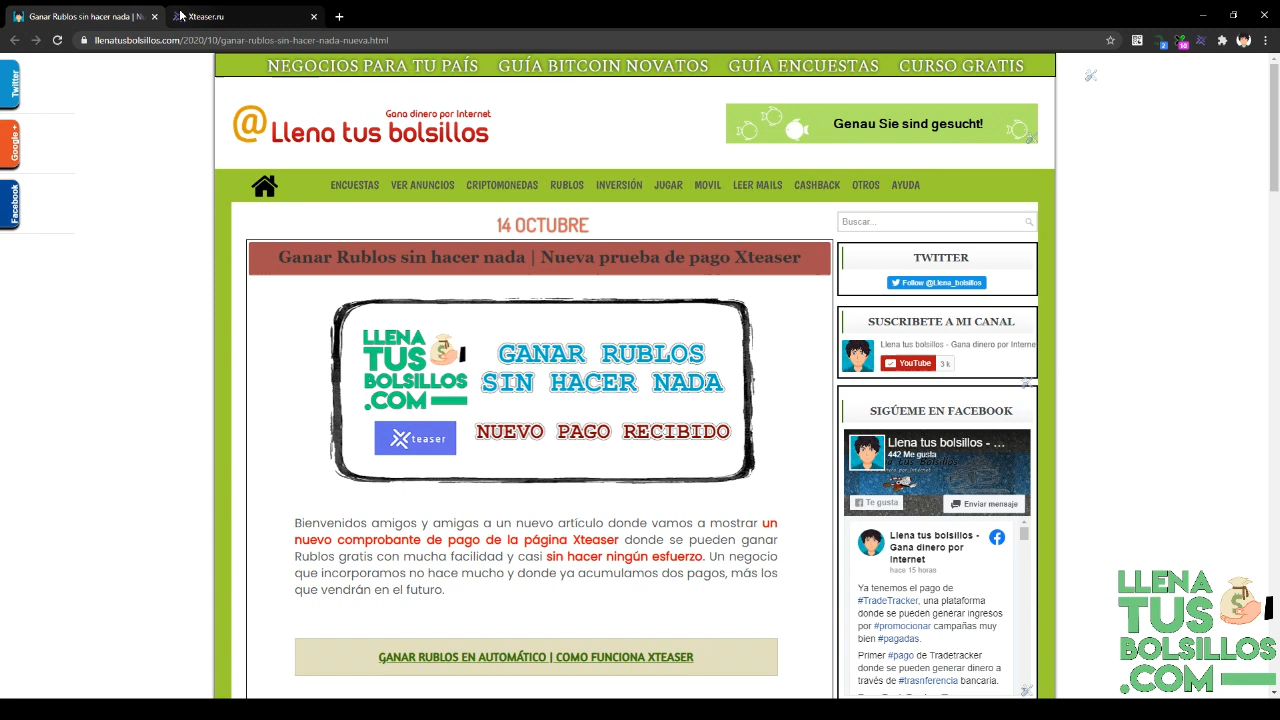 Ganar Rublos sin hacer nada | Nu
Xteaser.ru
llenatusbolsillos.com/2020/10/ganar-rublos-sin-hacer-nada-nueva.html
2
10
NEGOCIOS PARA TU PAÍS GUÍA BITCOIN NOVATOS GUÍA ENCUESTAS CURSO GRATIS
Twitter
Google +
Facebook
@ Gana dinero por Internet
Llena tus bolsillos
Genau Sie sind gesucht!
ENCUESTAS VER ANUNCIOS CRIPTOMONEDAS RUBLOS INVERSIÓN JUGAR MOVIL LEER MAILS CASHBACK OTROS AYUDA
14 OCTUBRE
Ganar Rublos sin hacer nada | Nueva prueba de pago Xteaser
LLENA
TUS
BOLSILLOS
.COM
xteaser
GANAR RUBLOS
SIN HACER NADA
NUEVO PAGO RECIBIDO
Bienvenidos amigos y amigas a un nuevo artículo donde vamos a mostrar un
nuevo comprobante de pago de la página Xteaser donde se pueden ganar
Rublos gratis con mucha facilidad y casi sin hacer ningún esfuerzo. Un negocio
que incorporamos no hace mucho y donde ya acumulamos dos pagos, más los
que vendrán en el futuro.
GANAR RUBLOS EN AUTOMÁTICO | COMO FUNCIONA XTEASER
Buscar...
TWITTER
Follow @Llena_bolsillos
SUSCRIBETE A MI CANAL
Llena tus bolsillos - Gana dinero por Interne
YouTube 3 k
SIGÚEME EN FACEBOOK
Llena tus bolsillos - ...
442 Me gusta
Te gusta
Enviar mensaje
Llena tus bolsillos -
Gana dinero por
Internet
hace 15 horas
Ya tenemos el pago de
#TradeTracker, una plataforma
donde se pueden generar ingresos
por #promocionar campañas muy
bien #pagadas.
Primer #pago de Tradetracker
donde se pueden generar dinero a
través de #trasnferencia bancaria.
LLENA
TUS
BOLSILLOS
.COM